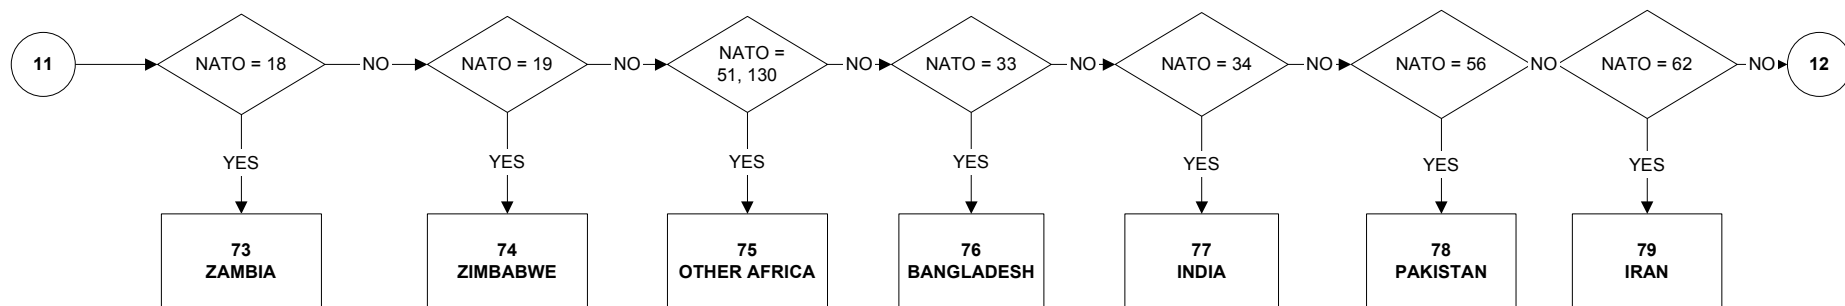 11
NATO = 18
NO
NATO = 19
NO
NATO =
51, 130
NO
NATO = 33
NO
NATO = 34
NO
NATO = 56
NO
NATO = 62
NO
12
YES
YES
YES
YES
YES
YES
YES
73
ZAMBIA
74
ZIMBABWE
75
OTHER AFRICA
76
BANGLADESH
77
INDIA
78
PAKISTAN
79
IRAN